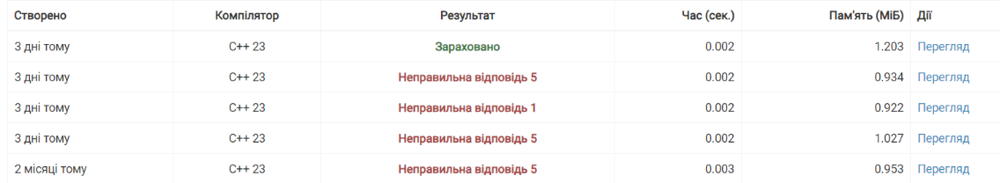 Створено Компілятор Результат Час (сек.) Пам'ять (МіБ) Дії
3 дні тому C++ 23 Зараховано 0.002 1.203 Перегляд
3 дні тому C++ 23 Неправильна відповідь 5 0.002 0.934 Перегляд
3 дні тому C++ 23 Неправильна відповідь 1 0.002 0.922 Перегляд
3 дні тому C++ 23 Неправильна відповідь 5 0.002 1.027 Перегляд
2 місяці тому C++ 23 Неправильна відповідь 5 0.003 0.953 Перегляд